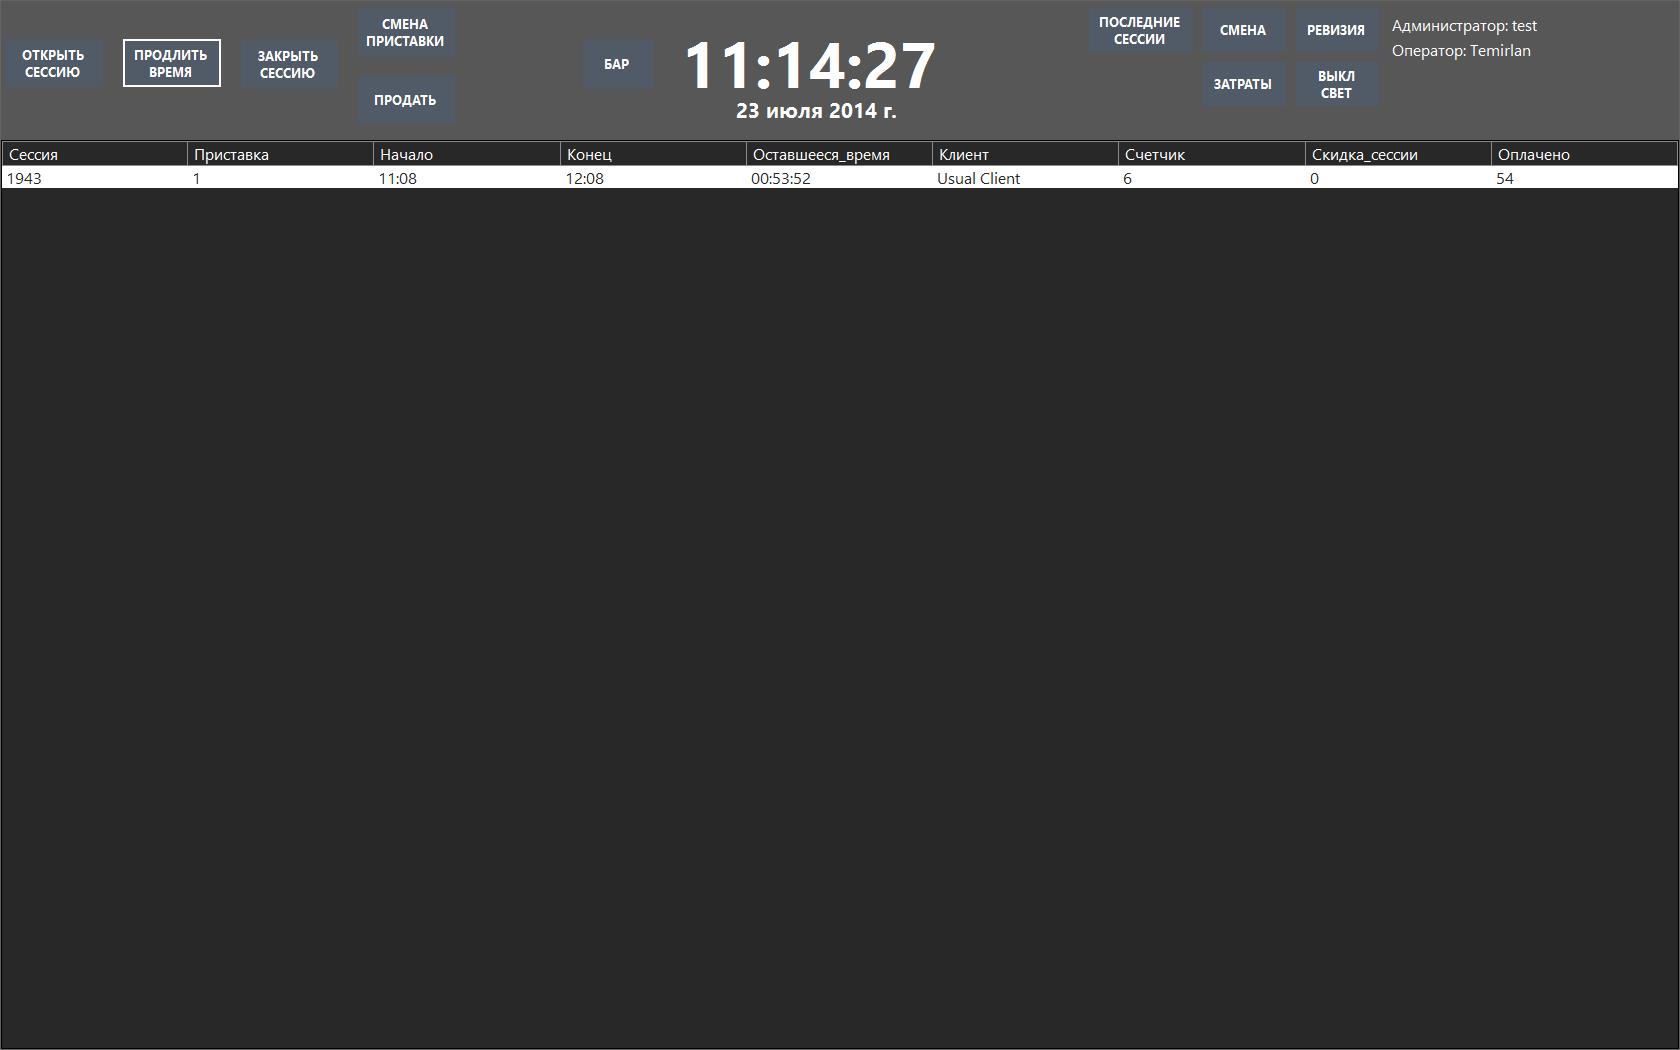 ОТКРЫТЬ
СЕССИЮ
ПРОДЛИТЬ
ВРЕМЯ
ЗАКРЫТЬ
СЕССИЮ
СМЕНА
ПРИСТАВКИ
ПРОДАТЬ
БАР
11:14:27
23 июля 2014 г.
ПОСЛЕДНИЕ
СЕССИИ
СМЕНА
РЕВИЗИЯ
ЗАТРАТЫ
ВЫКЛ
СВЕТ
Администратор: test
Оператор: Temirlan
Сессия Приставка Начало Конец Оставшееся_время Клиент Счетчик Скидка_сессии Оплачено
1943 1 11:08 12:08 00:53:52 Usual Client 6 0 54